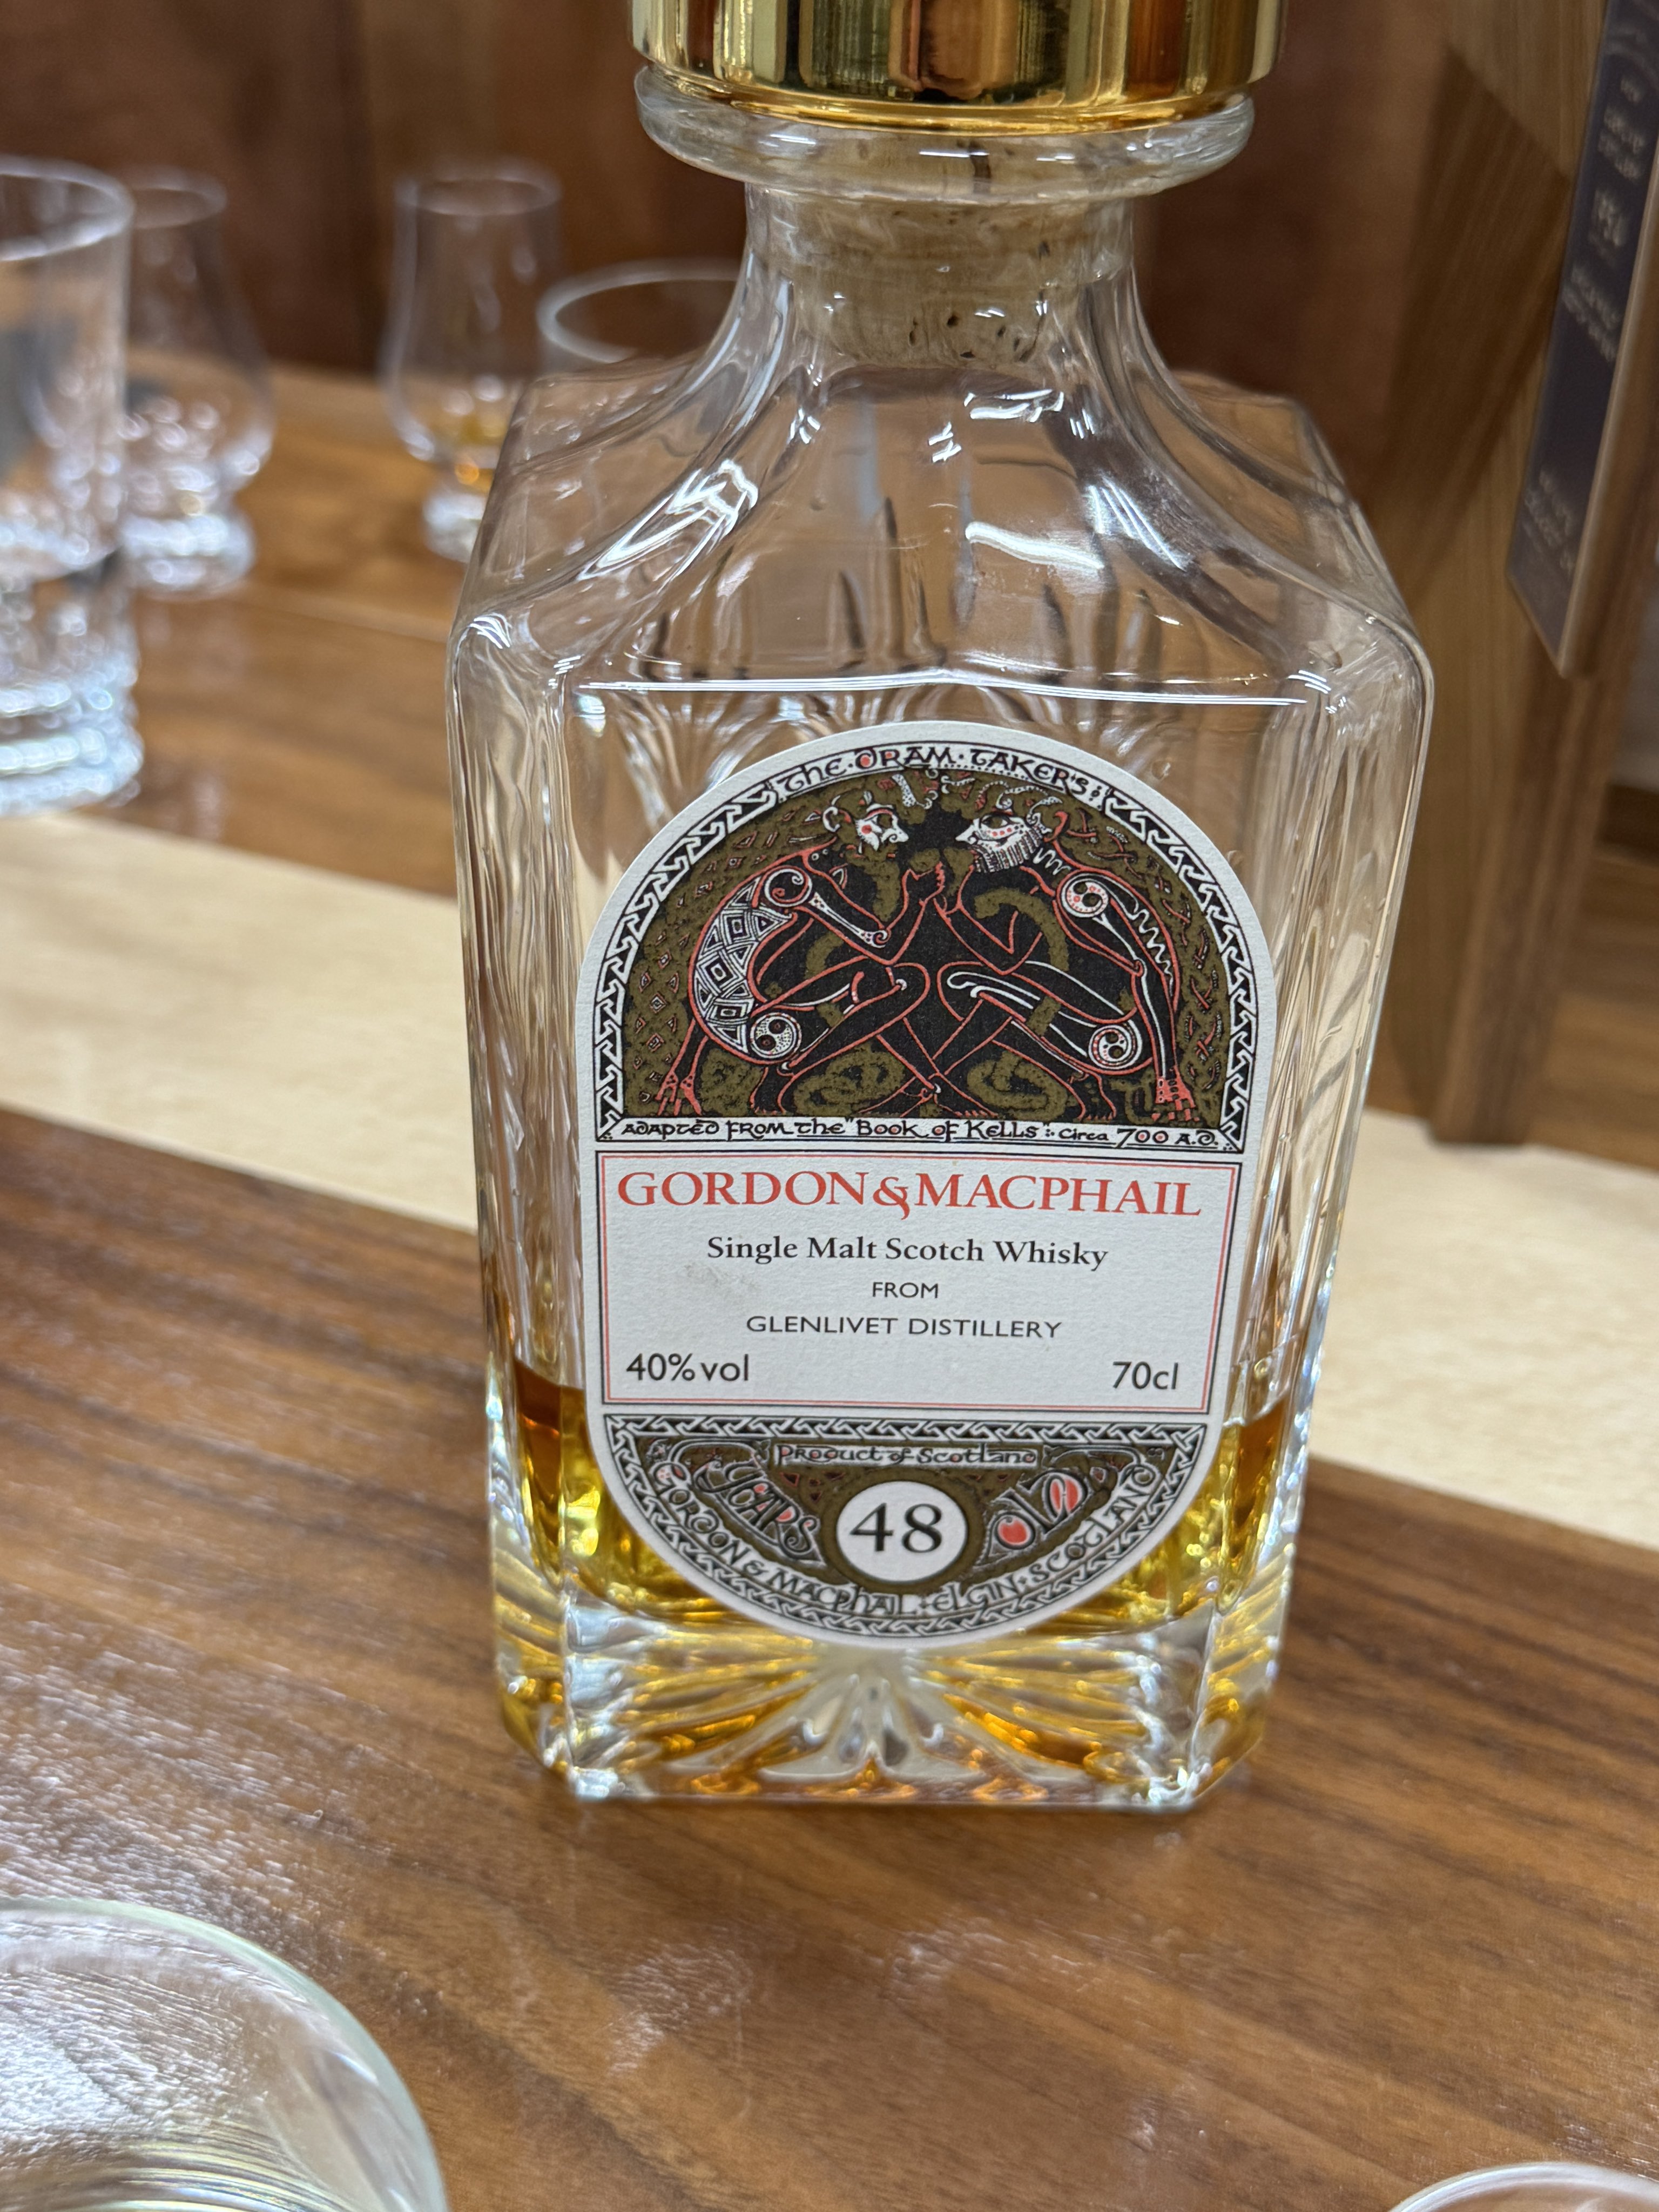 THE · DRAM · TAKER'S
ADAPTED FROM THE "BOOK OF KELLS" : Circa 700 A.D.
GORDON & MACPHAIL
Single Malt Scotch Whisky
FROM
GLENLIVET DISTILLERY
40% vol
70cl
Product of Scotland
YEARS
48
OLD
GORDON & MACPHAIL : ELGIN : SCOTLAND